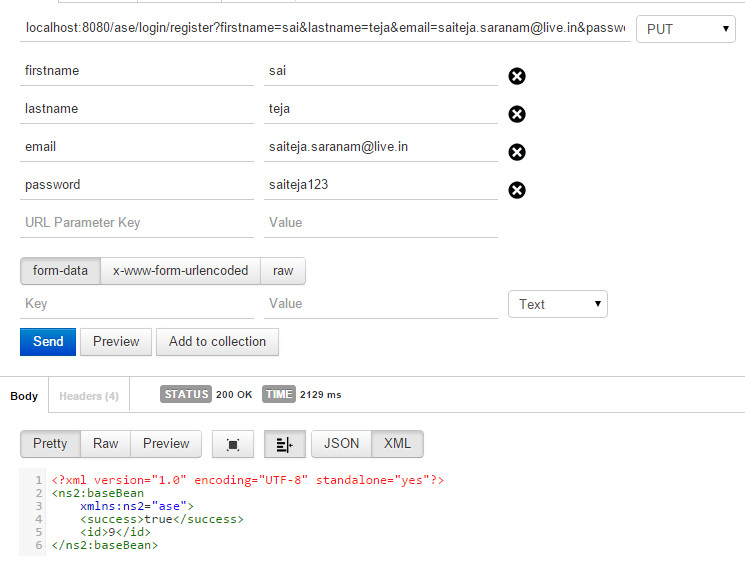 localhost:8080/ase/login/register?firstname=sai&lastname=teja&email=saiteja.saranam@live.in&passw PUT
firstname sai
lastname teja
email saiteja.saranam@live.in
password saiteja123
URL Parameter Key Value
form-data x-www-form-urlencoded raw
Key Value Text
Send Preview Add to collection
Body Headers (4) STATUS 200 OK TIME 2129 ms
Pretty Raw Preview JSON XML
1 <?xml version="1.0" encoding="UTF-8" standalone="yes"?>
2 <ns2:baseBean
3 xmlns:ns2="ase">
4 <success>true</success>
5 <id>9</id>
6 </ns2:baseBean>